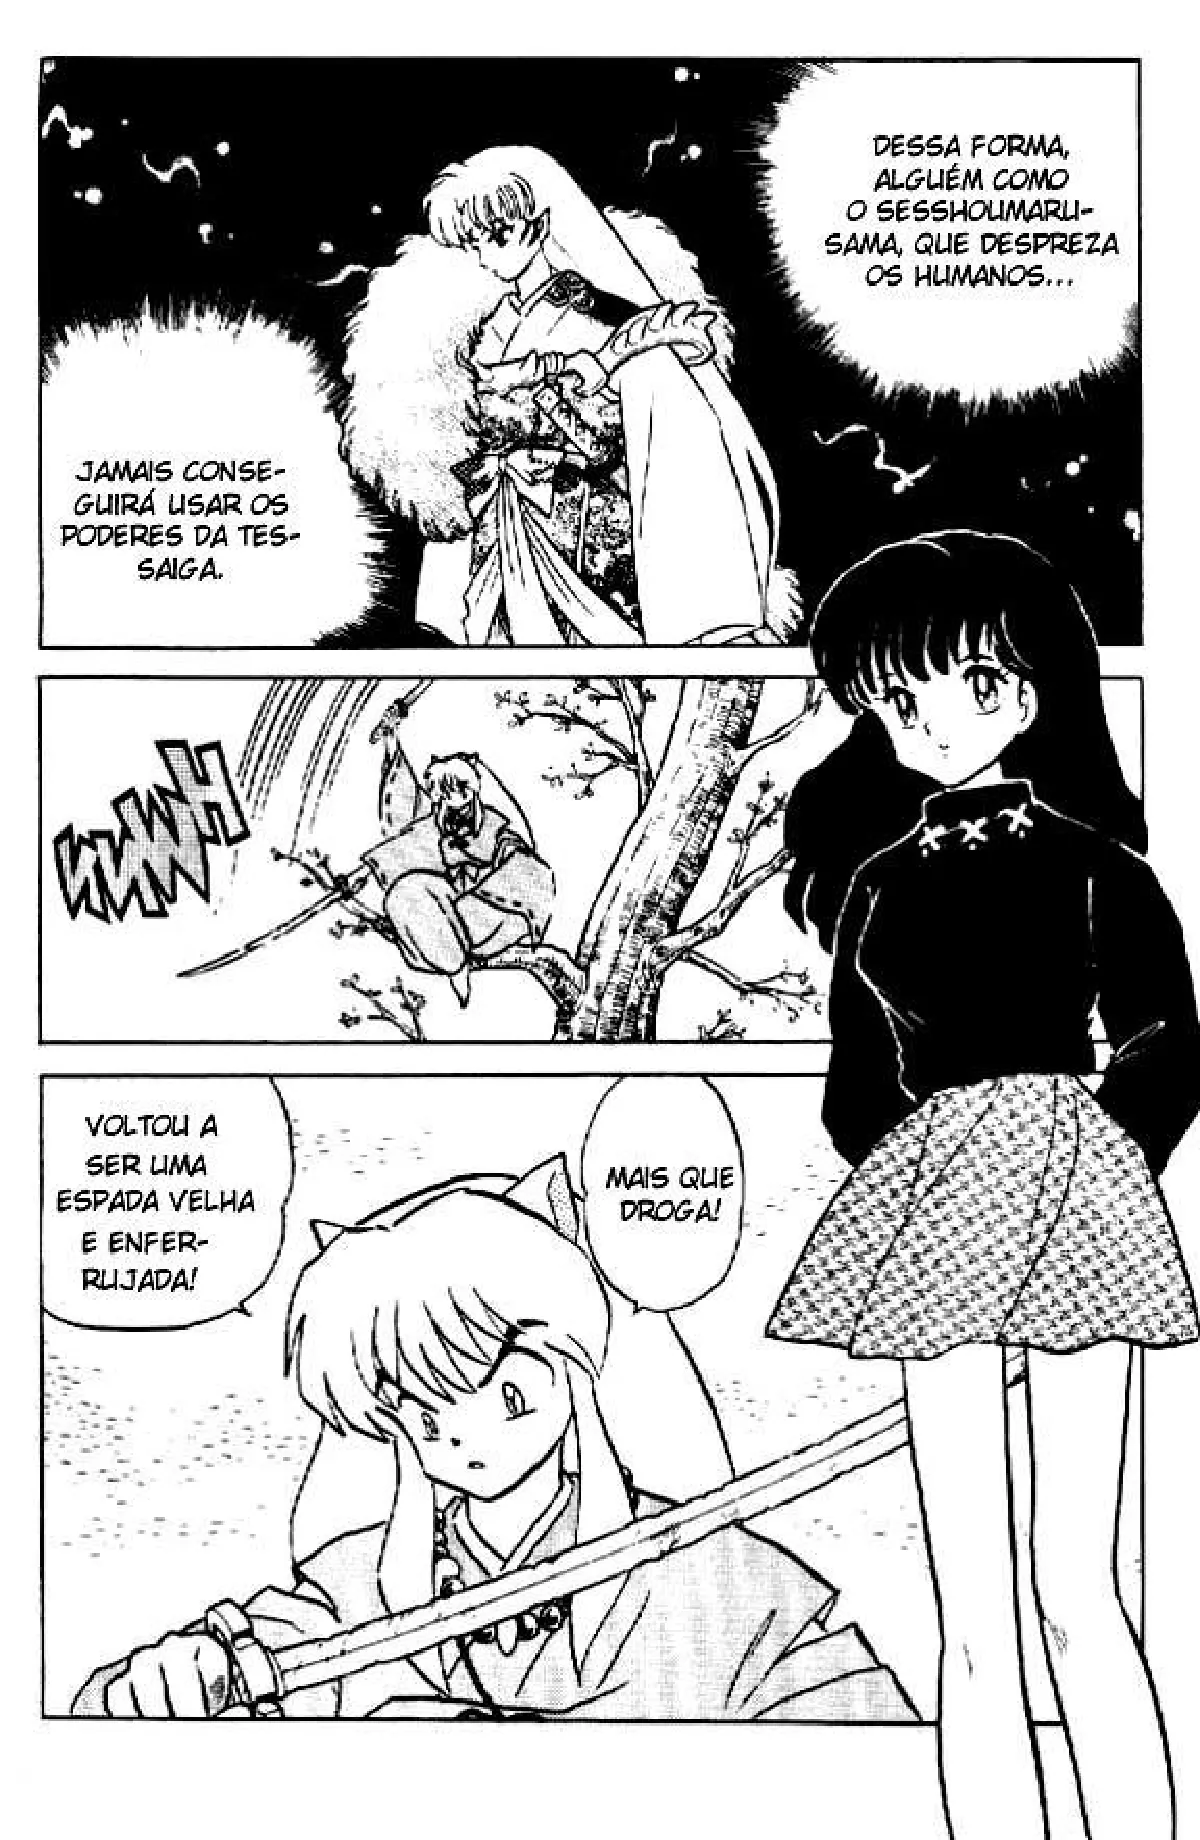 DESSA FORMA,
ALGUÉM COMO
O SESSHOUMARU-
SAMA, QUE DESPREZA
OS HUMANOS...
JAMAIS CONSE-
GUIRÁ USAR OS
PODERES DA TES-
SAIGA.
MAIS QUE
DROGA!
VOLTOU A
SER UMA
ESPADA VELHA
E ENFER-
RUJADA!